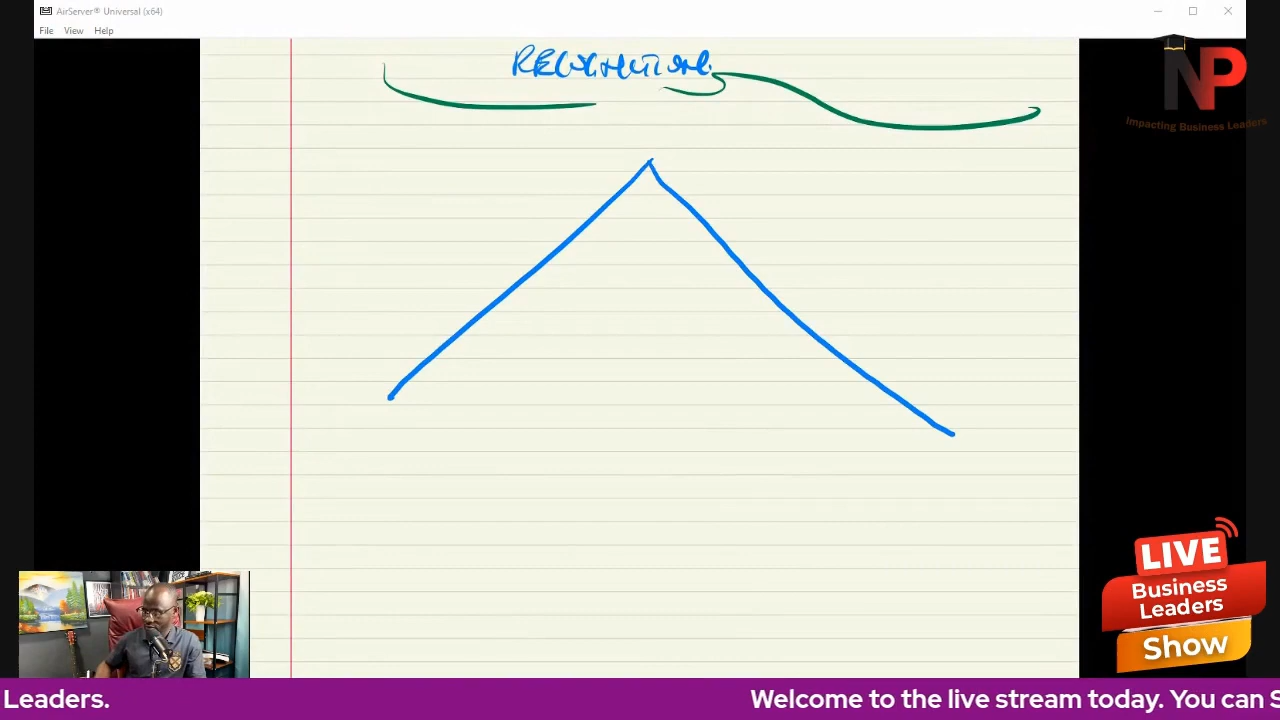 AirServer® Universal (x64)
File View Help
NP
Impacting Business Leaders
LIVE
Business
Leaders
Show
Leaders. Welcome to the live stream today. You can S